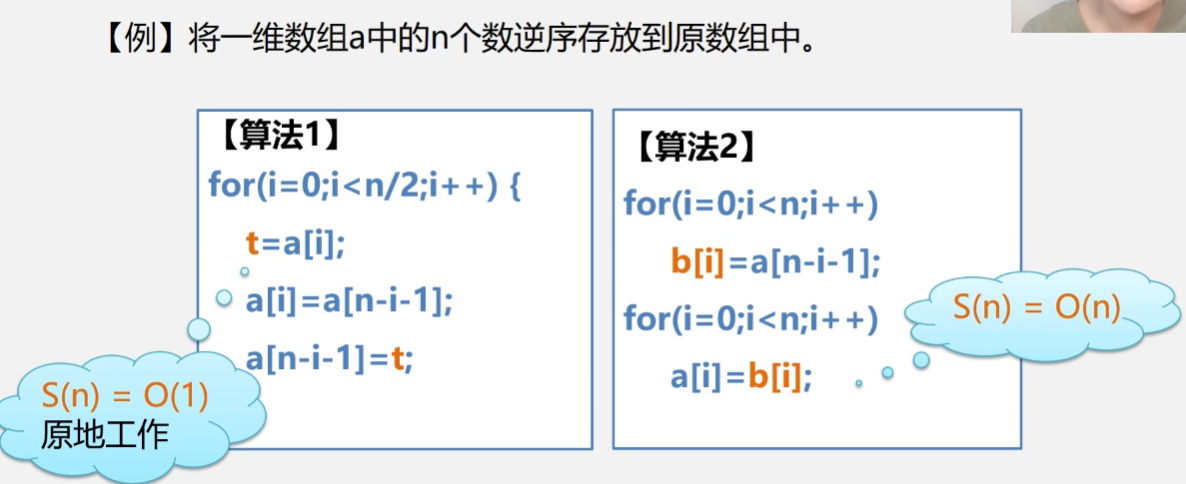 【例】将一维数组a中的n个数逆序存放到原数组中。
【算法1】
for(i=0;i<n/2;i++) {
t=a[i];
a[i]=a[n-i-1];
a[n-i-1]=t;
S(n) = O(1)
原地工作
【算法2】
for(i=0;i<n;i++)
b[i]=a[n-i-1];
for(i=0;i<n;i++)
a[i]=b[i];
S(n) = O(n)